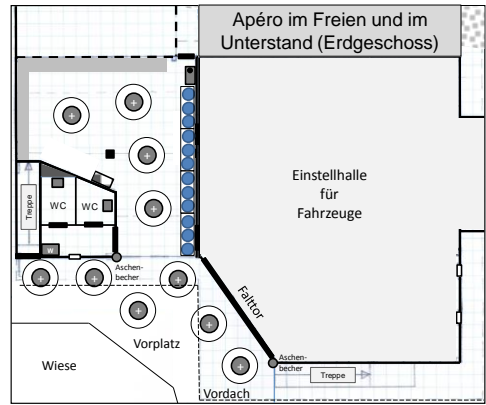 Apéro im Freien und im
Unterstand (Erdgeschoss)
Einstellhalle
für
Fahrzeuge
Treppe
WC
WC
W
Aschen-
becher
Falttor
Vorplatz
Wiese
Aschen-
becher
Treppe
Vordach